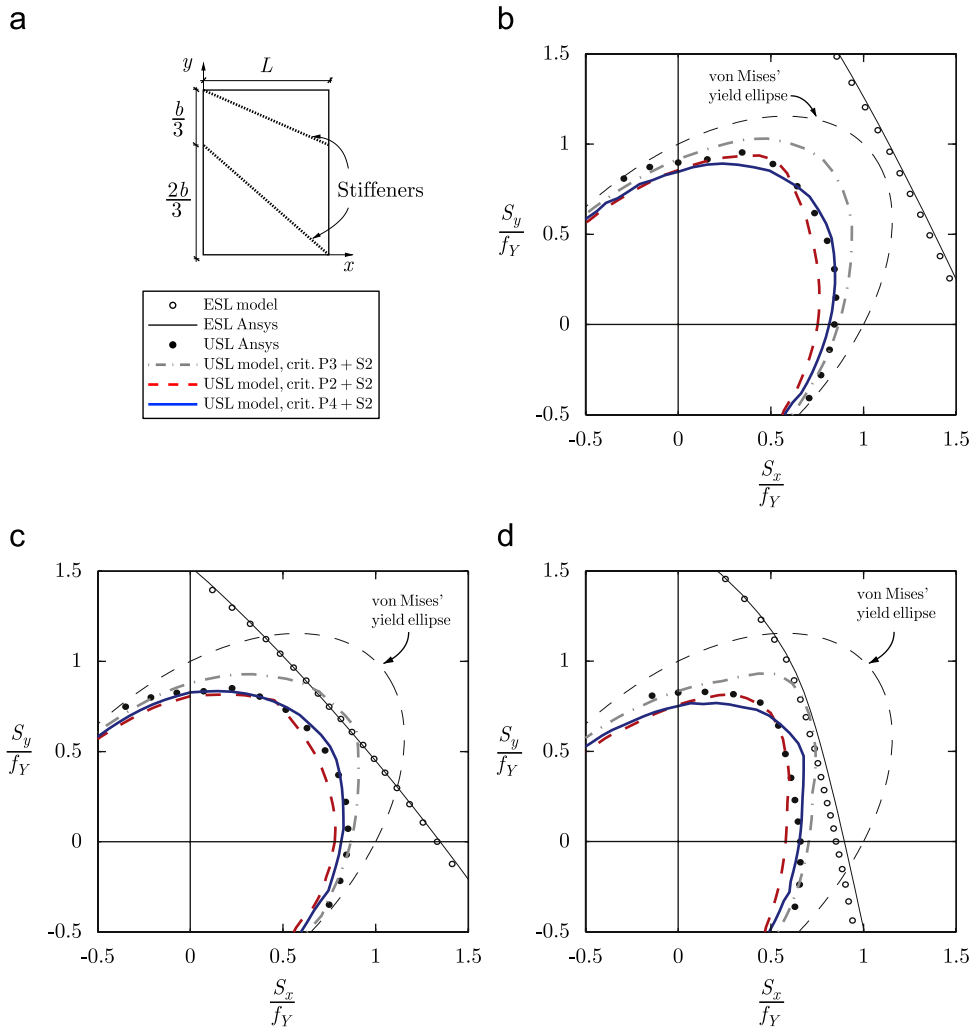 a
y
L
b
3
2b
3
Stiffeners
x
ESL model
ESL Ansys
USL Ansys
USL model, crit. P3 + S2
USL model, crit. P2 + S2
USL model, crit. P4 + S2
b
von Mises'
yield ellipse
1.5
1
S_y
f_Y
0.5
0
-0.5
-0.5 0 0.5 1 1.5
S_x
f_Y
c
von Mises'
yield ellipse
1.5
1
S_y
f_Y
0.5
0
-0.5
-0.5 0 0.5 1 1.5
S_x
f_Y
d
von Mises'
yield ellipse
1.5
1
S_y
f_Y
0.5
0
-0.5
-0.5 0 0.5 1 1.5
S_x
f_Y